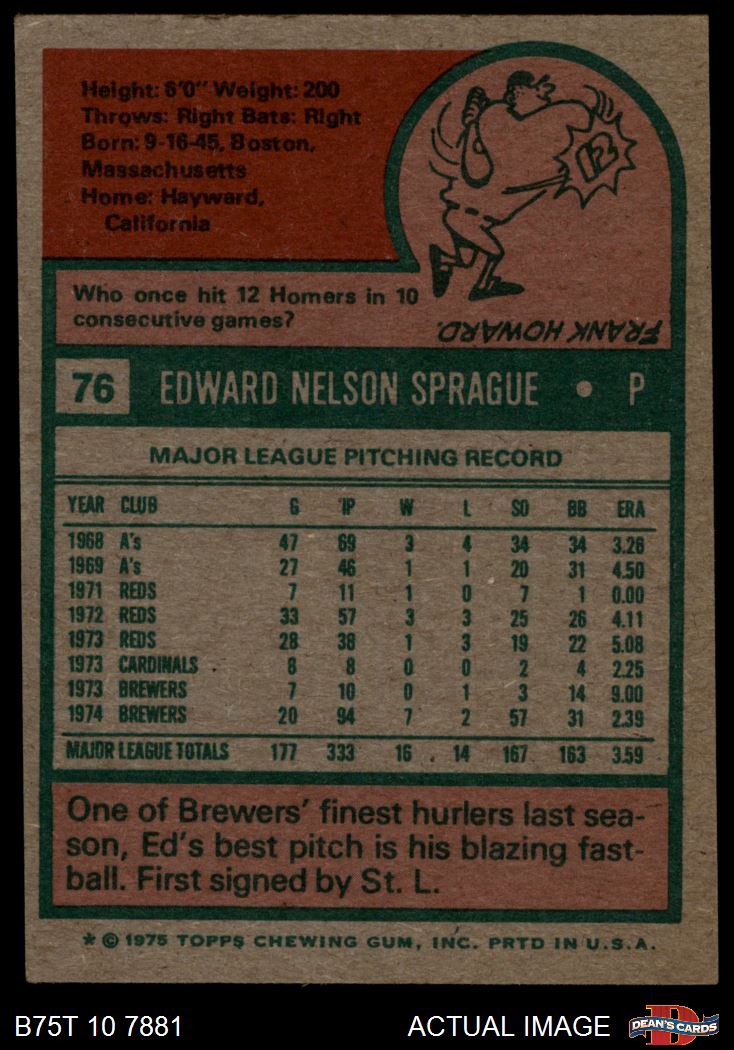 Height: 6'0" Weight: 200
Throws: Right Bats: Right
Born: 9-16-45, Boston,
Massachusetts
Home: Hayward,
California
12
Who once hit 12 Homers in 10
consecutive games?
FRANK HOWARD.
76 EDWARD NELSON SPRAGUE • P
MAJOR LEAGUE PITCHING RECORD
YEAR CLUB G IP W L SO BB ERA
1968 A's 47 69 3 4 34 34 3.26
1969 A's 27 46 1 1 20 31 4.50
1971 REDS 7 11 1 0 7 1 0.00
1972 REDS 33 57 3 3 25 26 4.11
1973 REDS 28 38 1 3 19 22 5.08
1973 CARDINALS 8 8 0 0 2 4 2.25
1973 BREWERS 7 10 0 1 3 14 9.00
1974 BREWERS 20 94 7 2 57 31 2.39
MAJOR LEAGUE TOTALS 177 333 16 14 167 163 3.59
One of Brewers' finest hurlers last sea-
son, Ed's best pitch is his blazing fast-
ball. First signed by St. L.
* © 1975 TOPPS CHEWING GUM, INC. PRTD IN U.S.A.
B75T 10 7881 ACTUAL IMAGE DEAN'S CARDS